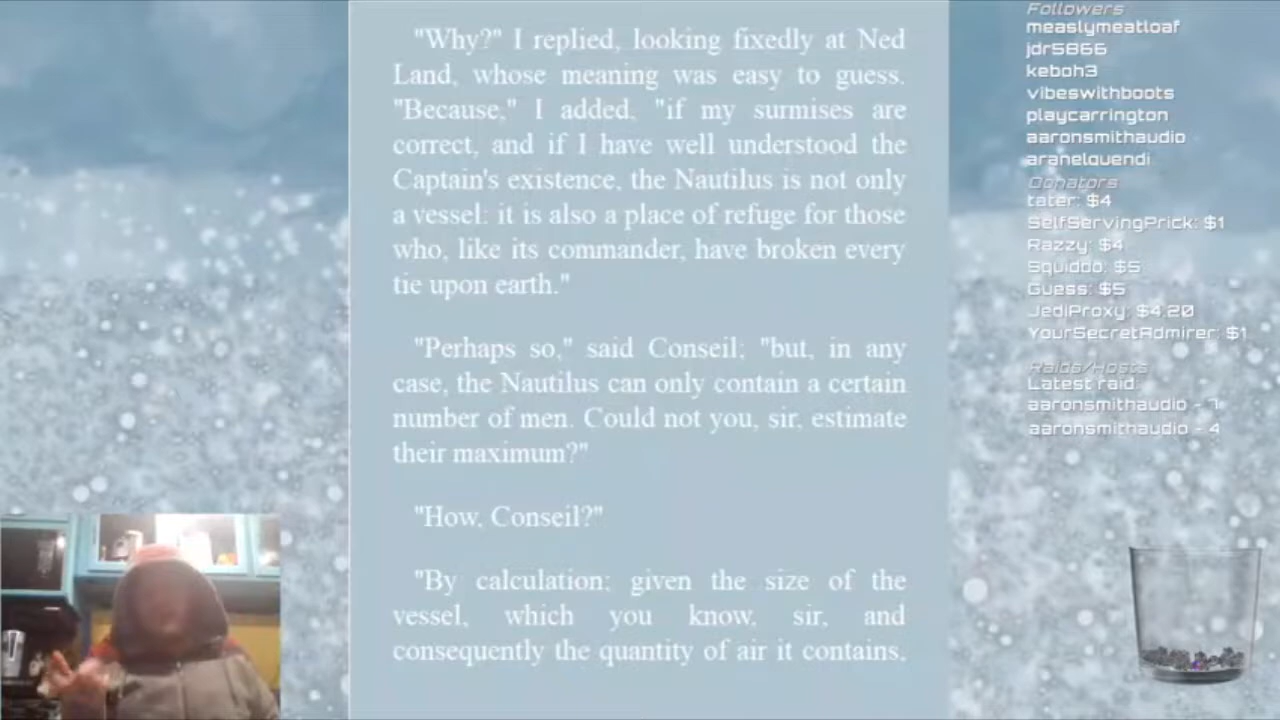 "Why?" I replied, looking fixedly at Ned
Land, whose meaning was easy to guess.
"Because," I added, "if my surmises are
correct, and if I have well understood the
Captain's existence, the Nautilus is not only
a vessel: it is also a place of refuge for those
who, like its commander, have broken every
tie upon earth."
"Perhaps so," said Conseil; "but, in any
case, the Nautilus can only contain a certain
number of men. Could not you, sir, estimate
their maximum?"
"How, Conseil?"
"By calculation; given the size of the
vessel, which you know, sir, and
consequently the quantity of air it contains,
Followers
measlymeatloaf
jdr5866
keboh3
vibeswithboots
playcarrington
aaronsmithaudio
aranelquendi
Donators
tater: $4
SelfServingPrick: $1
Razzy: $4
Squiddo: $5
Guess: $5
JediProxy: $4.20
YourSecretAdmirer: $1
Raids/Hosts
Latest raid:
aaronsmithaudio - 7
aaronsmithaudio - 4